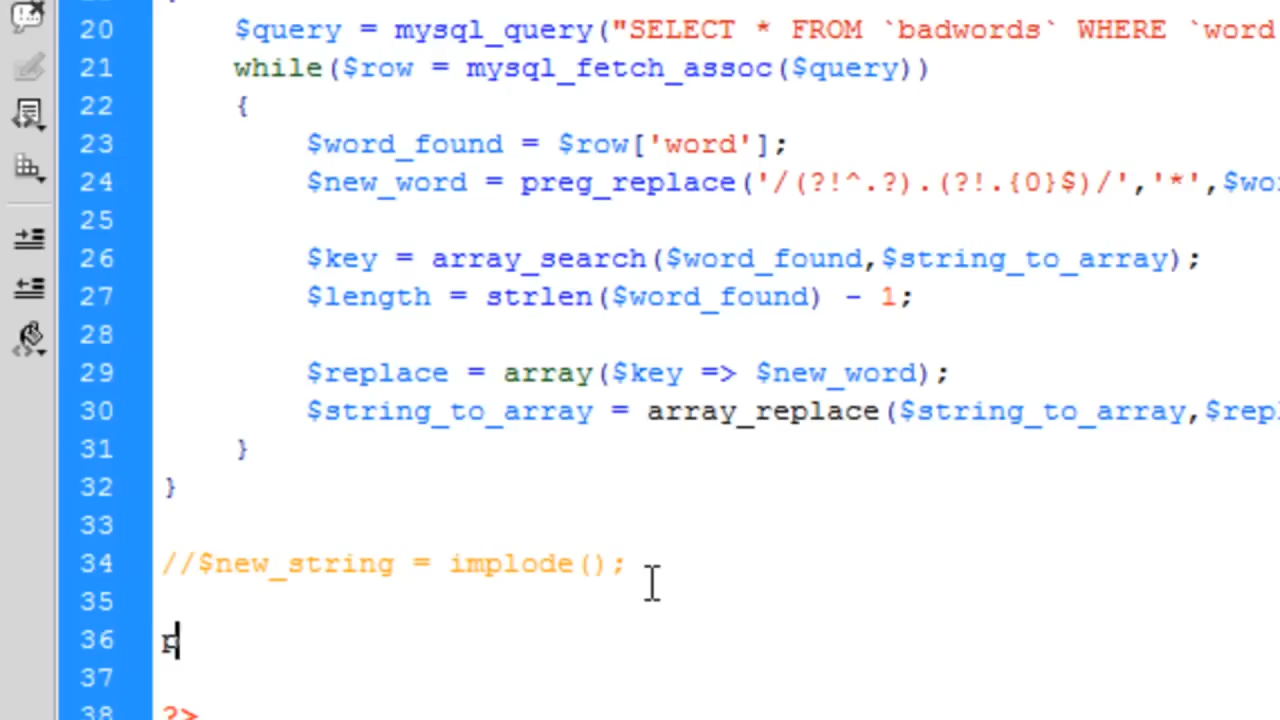 20 $query = mysql_query("SELECT * FROM `badwords` WHERE `word
21 while($row = mysql_fetch_assoc($query))
22 {
23 $word_found = $row['word'];
24 $new_word = preg_replace('/(?!^.?).(?!.{0}$)/','*',$wo
25
26 $key = array_search($word_found,$string_to_array);
27 $length = strlen($word_found) - 1;
28
29 $replace = array($key => $new_word);
30 $string_to_array = array_replace($string_to_array,$repl
31 }
32 }
33
34 //$new_string = implode();
35
36
37
38 ?>